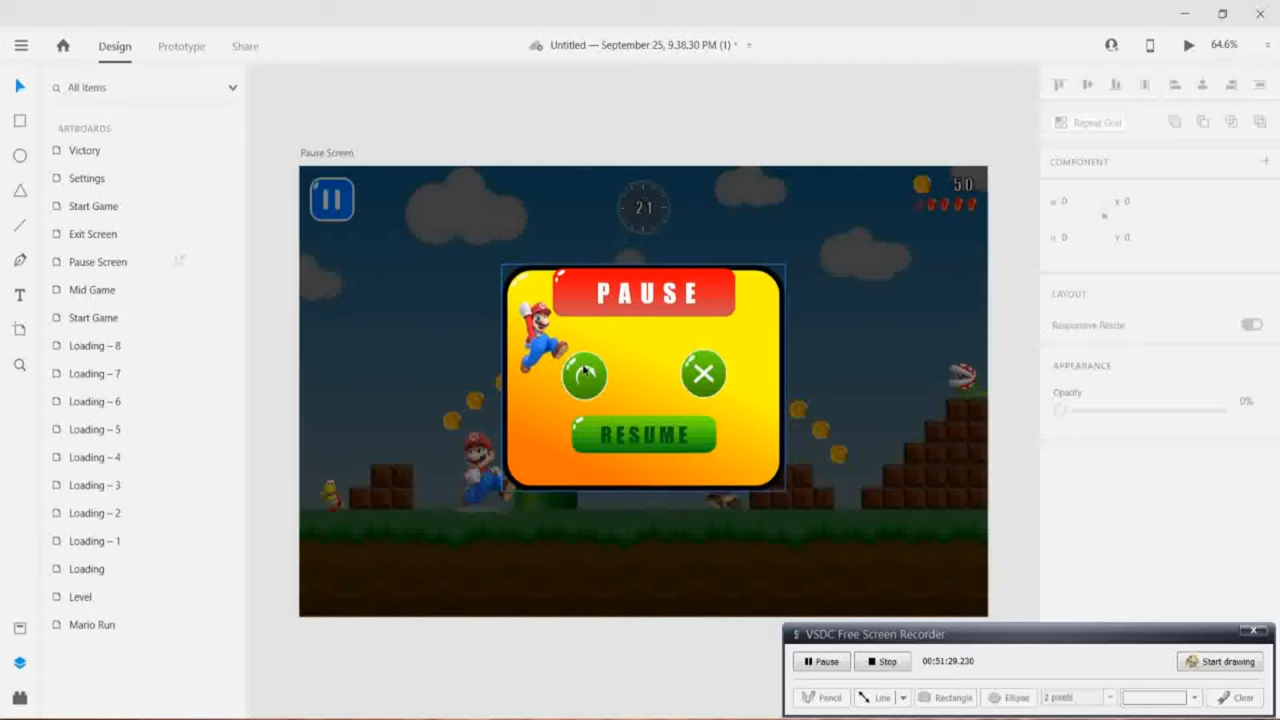 Design Prototype Share
Untitled — September 25, 9.38.30 PM (1) *
64.6%
All Items
ARTBOARDS
Victory
Settings
Start Game
Exit Screen
Pause Screen
Mid Game
Start Game
Loading – 8
Loading – 7
Loading – 6
Loading – 5
Loading – 4
Loading – 3
Loading – 2
Loading – 1
Loading
Level
Mario Run
Pause Screen
21
50
PAUSE
RESUME
Repeat Grid
COMPONENT
W 0 X 0
H 0 Y 0
LAYOUT
Responsive Resize
APPEARANCE
Opacity
0%
VSDC Free Screen Recorder
Pause Stop 00:51:29.230 Start drawing
Pencil Line Rectangle Ellipse 2 pixels Clear